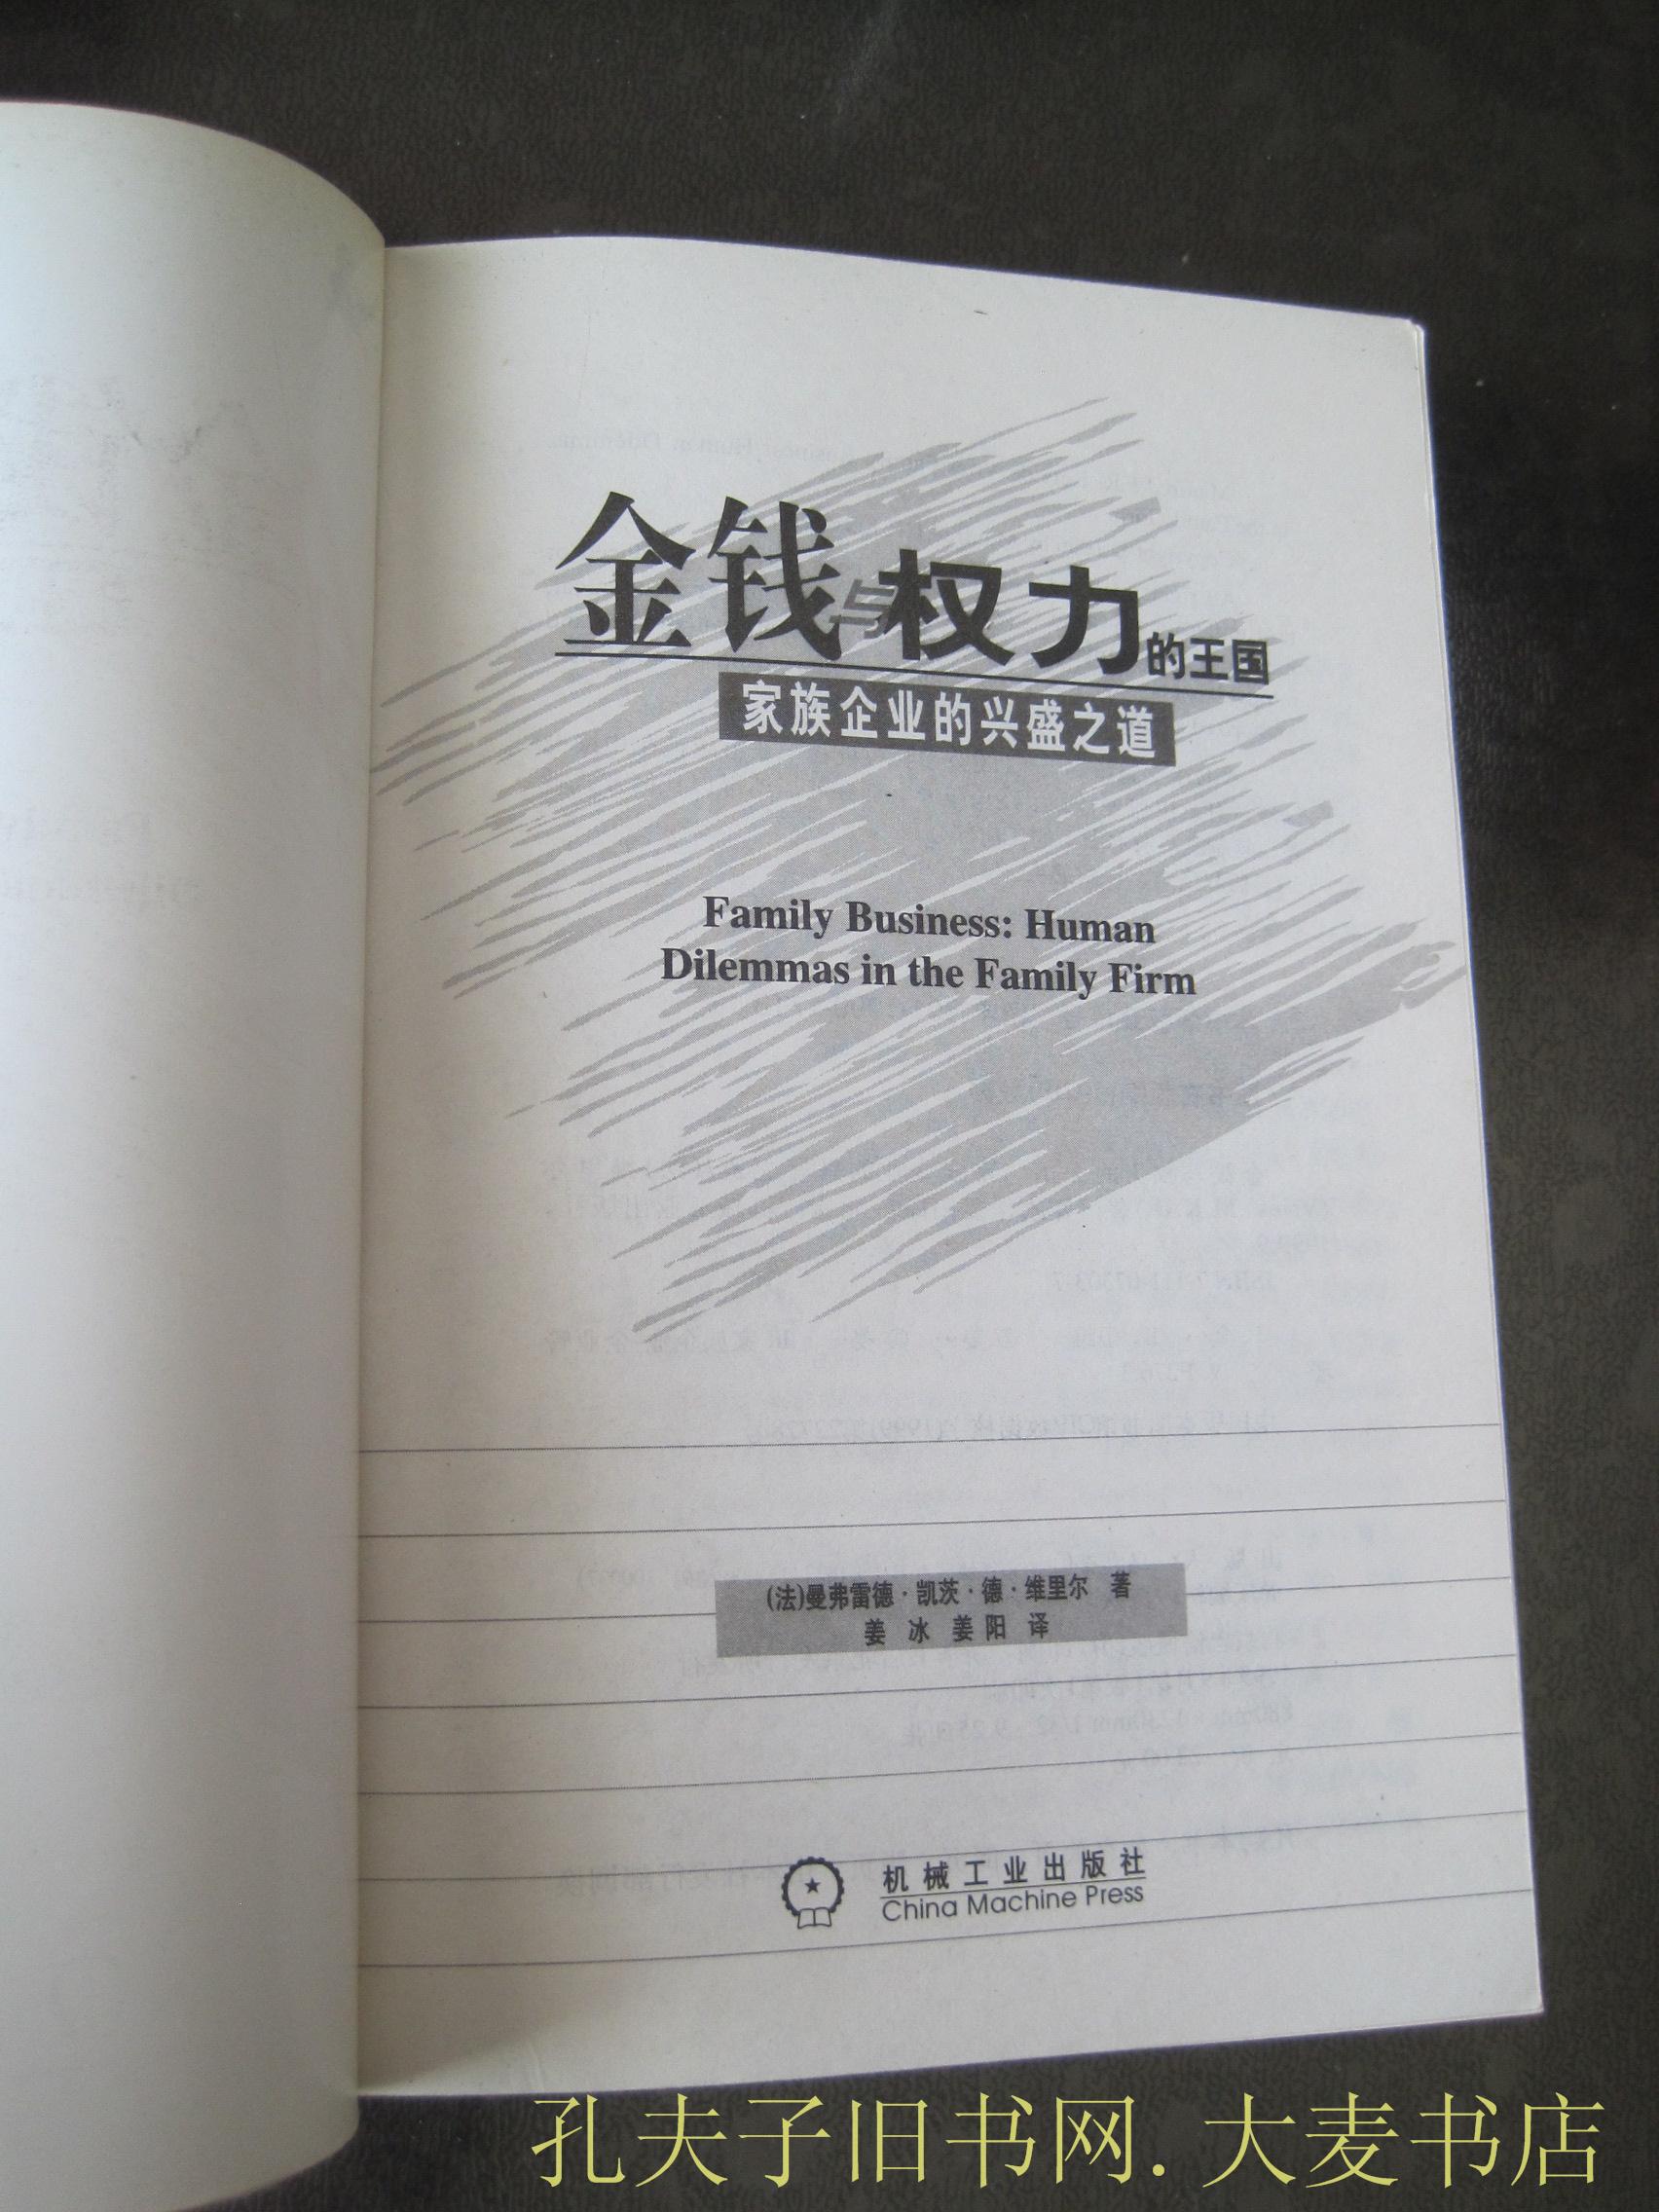 金钱与权力的王国
家族企业的兴盛之道
Family Business: Human
Dilemmas in the Family Firm
(法)曼弗雷德·凯茨·德·维里尔 著
姜 冰 姜 阳 译
机械工业出版社
China Machine Press
孔夫子旧书网.大麦书店